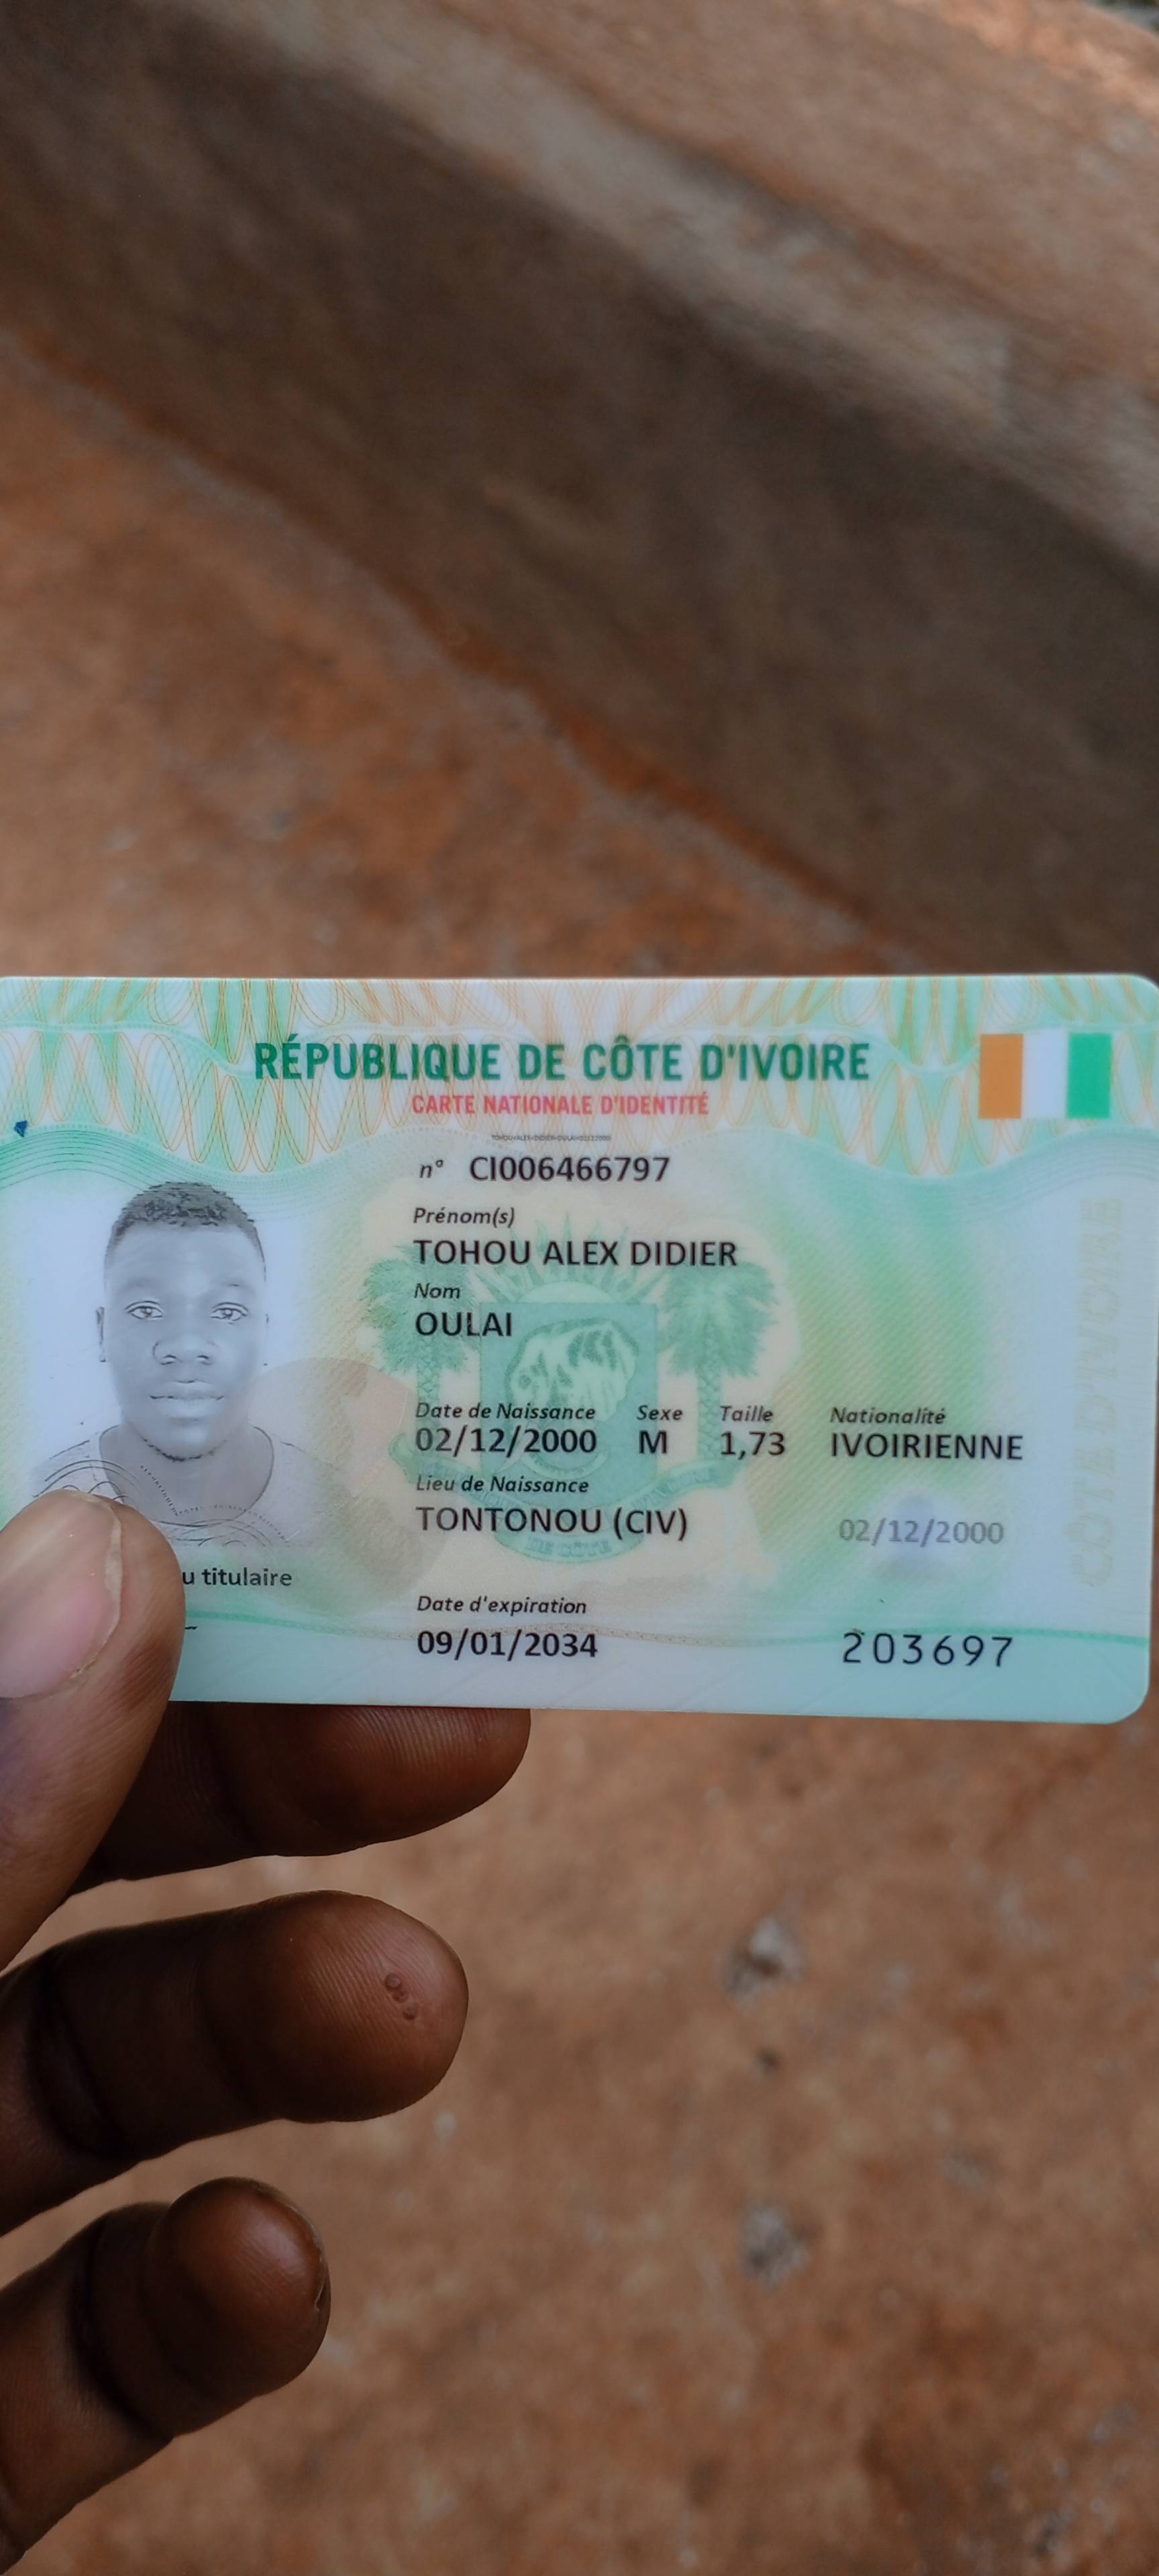 RÉPUBLIQUE DE CÔTE D'IVOIRE
CARTE NATIONALE D'IDENTITÉ
n° CI006466797
Prénom(s)
TOHOU ALEX DIDIER
Nom
OULAI
Date de Naissance Sexe Taille Nationalité
02/12/2000 M 1,73 IVOIRIENNE
Lieu de Naissance
TONTONOU (CIV)
02/12/2000
u titulaire
Date d'expiration
09/01/2034
203697
CÔTE D'IVOIRE
DE CÔTE